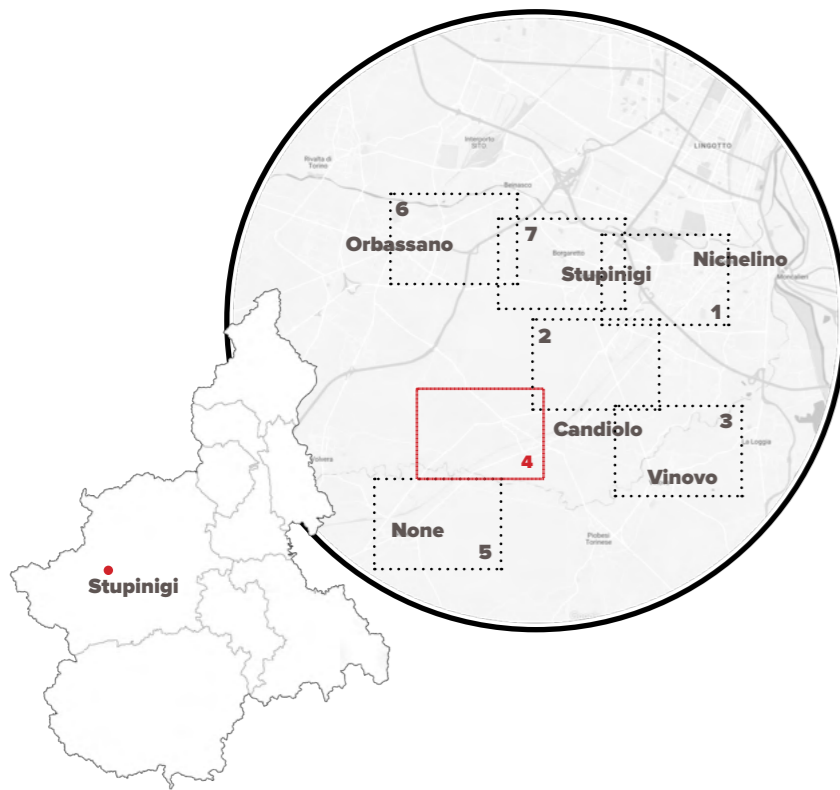 Interporto
SITO
LINGOTTO
Rivalta di
Torino
Beinasco
6
7
Orbassano
Borgaretto
Nichelino
Stupinigi
Moncalieri
1
2
3
Candiolo
La Loggia
4
Volvera
Vinovo
None
5
Piobesi
Torinese
Stupinigi